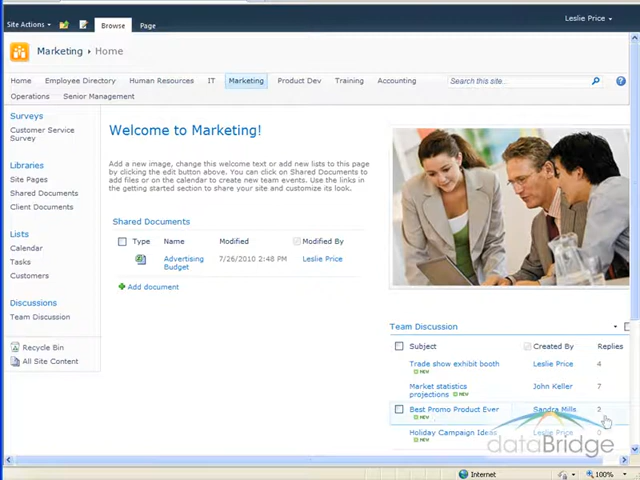 Site Actions Browse Page Leslie Price
Marketing Home
Home Employee Directory Human Resources IT Marketing Product Dev Training Accounting Search this site...
Operations Senior Management
Surveys
Customer Service
Survey
Libraries
Site Pages
Shared Documents
Client Documents
Lists
Calendar
Tasks
Customers
Discussions
Team Discussion
Recycle Bin
All Site Content
Welcome to Marketing!
Add a new image, change this welcome text or add new lists to this page
by clicking the edit button above. You can click on Shared Documents to
add files or on the calendar to create new team events. Use the links in
the getting started section to share your site and customize its look.
Shared Documents
Type Name Modified Modified By
Advertising
Budget 7/26/2010 2:48 PM Leslie Price
Add document
Team Discussion
Subject Created By Replies
Trade show exhibit booth Leslie Price 4
NEW
Market statistics John Keller 7
projections NEW
Best Promo Product Ever Sandra Mills 2
NEW
Holiday Campaign Ideas Leslie Price
NEW
dataBridge
Internet 100%